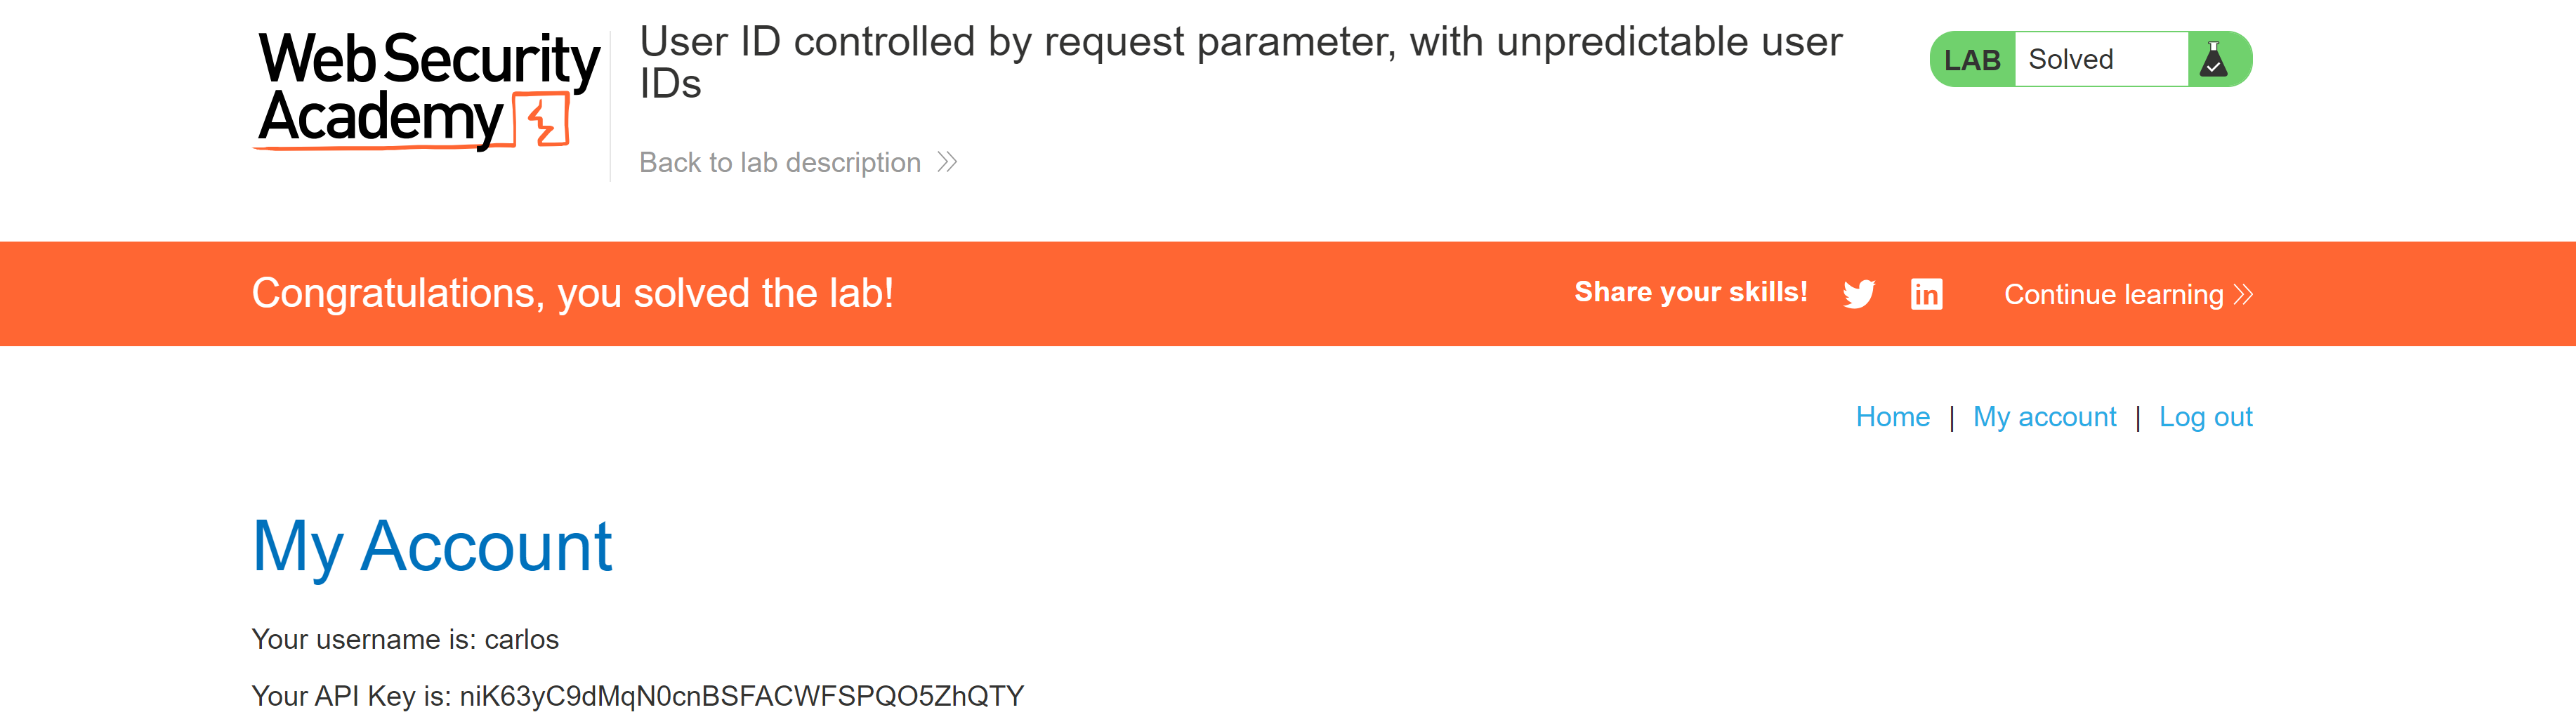 Web Security
Academy
User ID controlled by request parameter, with unpredictable user
IDs
Back to lab description
LAB Solved
Congratulations, you solved the lab!
Share your skills!
Continue learning
Home | My account | Log out
My Account
Your username is: carlos
Your API Key is: niK63yC9dMqN0cnBSFACWFSPQO5ZhQTY